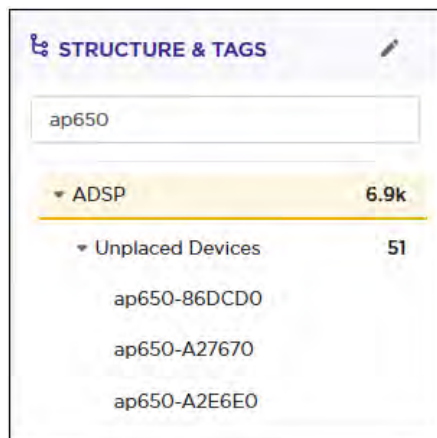 STRUCTURE & TAGS
ap650
ADSP 6.9k
Unplaced Devices 51
ap650-86DCD0
ap650-A27670
ap650-A2E6E0